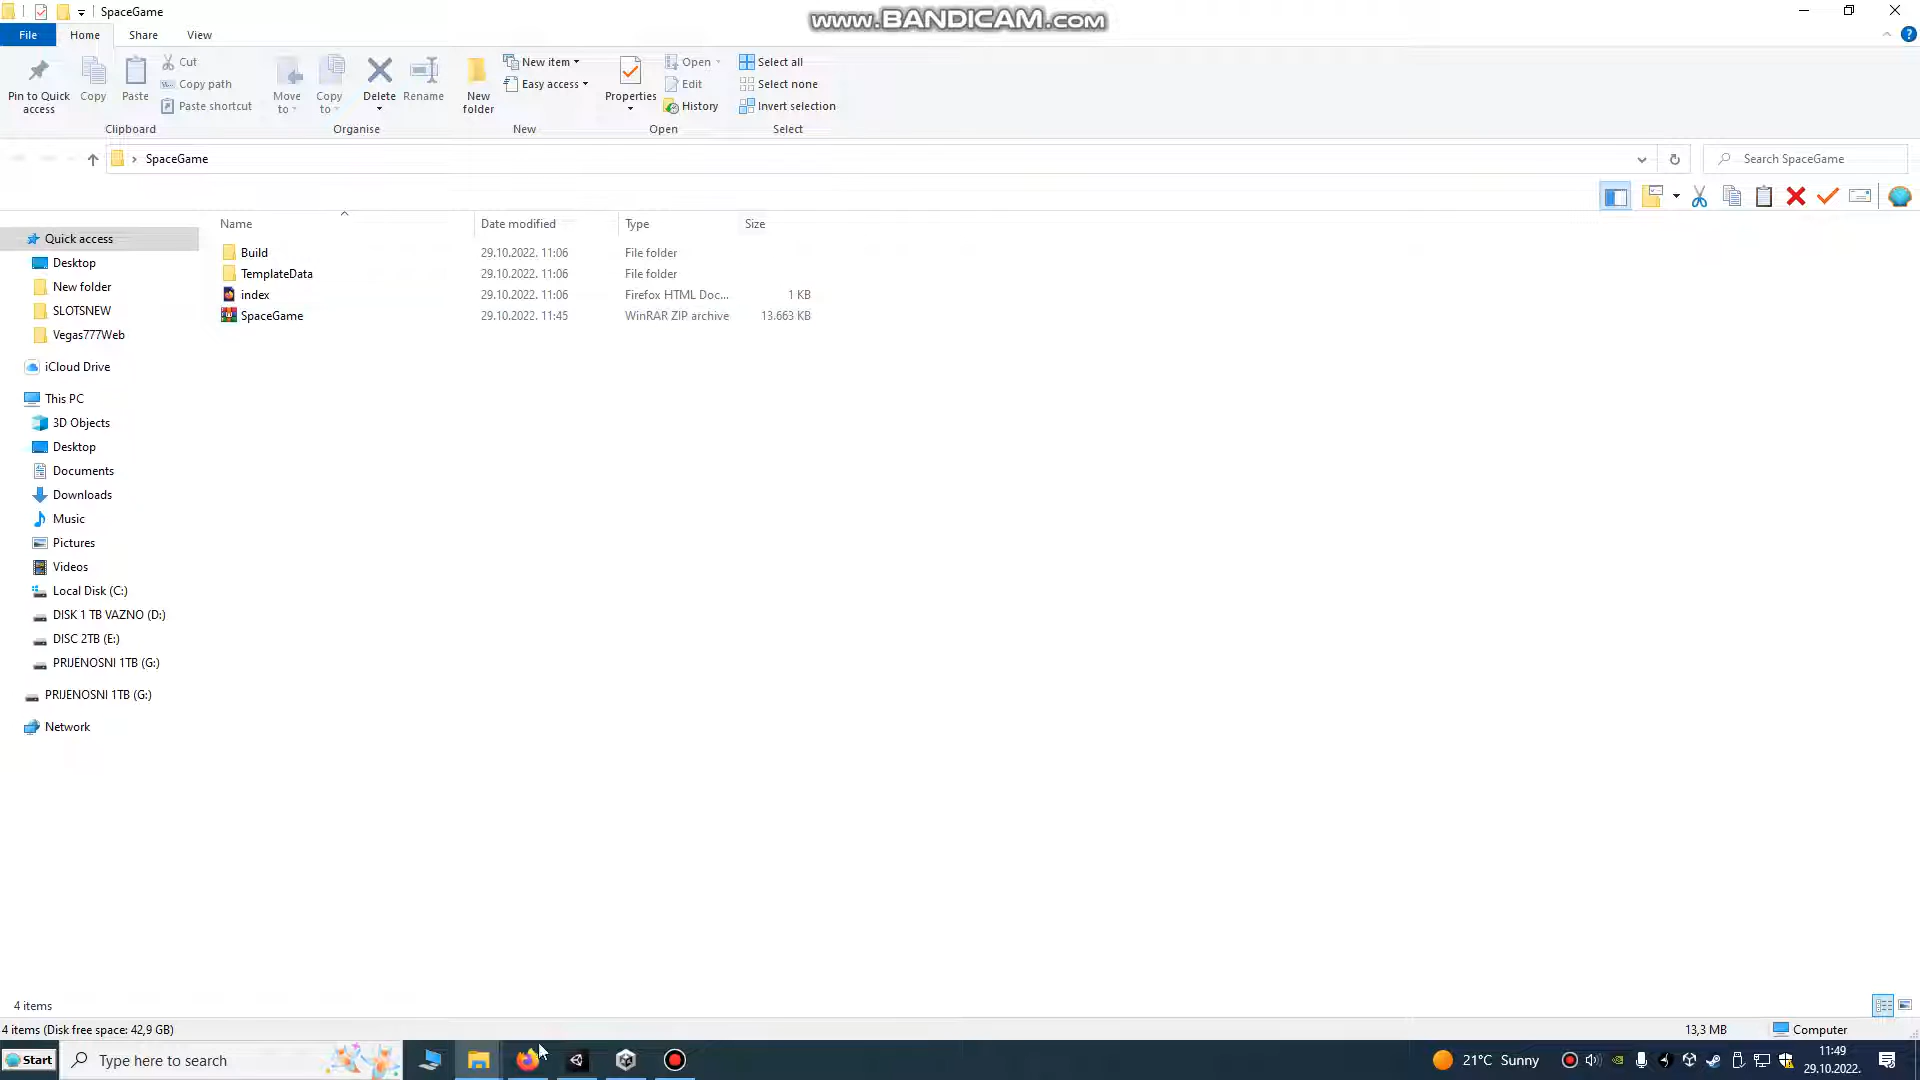 SpaceGame
www.BANDICAM.com
File Home Share View
Pin to Quick access
Copy
Paste
Cut
Copy path
Paste shortcut
Clipboard
Move to
Copy to
Delete
Rename
Organise
New folder
New item
Easy access
New
Properties
Open
Edit
History
Open
Select all
Select none
Invert selection
Select
SpaceGame
Search SpaceGame
Name Date modified Type Size
Build 29.10.2022. 11:06 File folder
TemplateData 29.10.2022. 11:06 File folder
index 29.10.2022. 11:06 Firefox HTML Doc... 1 KB
SpaceGame 29.10.2022. 11:45 WinRAR ZIP archive 13.663 KB
Quick access
Desktop
New folder
SLOTSNEW
Vegas777Web
iCloud Drive
This PC
3D Objects
Desktop
Documents
Downloads
Music
Pictures
Videos
Local Disk (C:)
DISK 1 TB VAZNO (D:)
DISC 2TB (E:)
PRIJENOSNI 1TB (G:)
PRIJENOSNI 1TB (G:)
Network
4 items
4 items (Disk free space: 42,9 GB) 13,3 MB Computer
Start
Type here to search
21°C Sunny
11:49
29.10.2022.